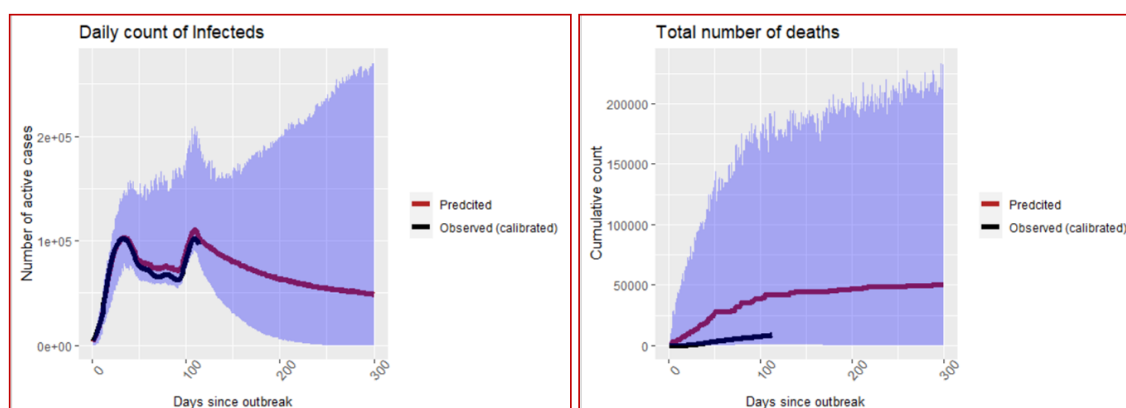 Daily count of Infecteds
Number of active cases
2e+05
1e+05
0e+00
0
100
200
300
Days since outbreak
Predcited
Observed (calibrated)
Total number of deaths
Cumulative count
200000
150000
100000
50000
0
0
100
200
300
Days since outbreak
Predcited
Observed (calibrated)